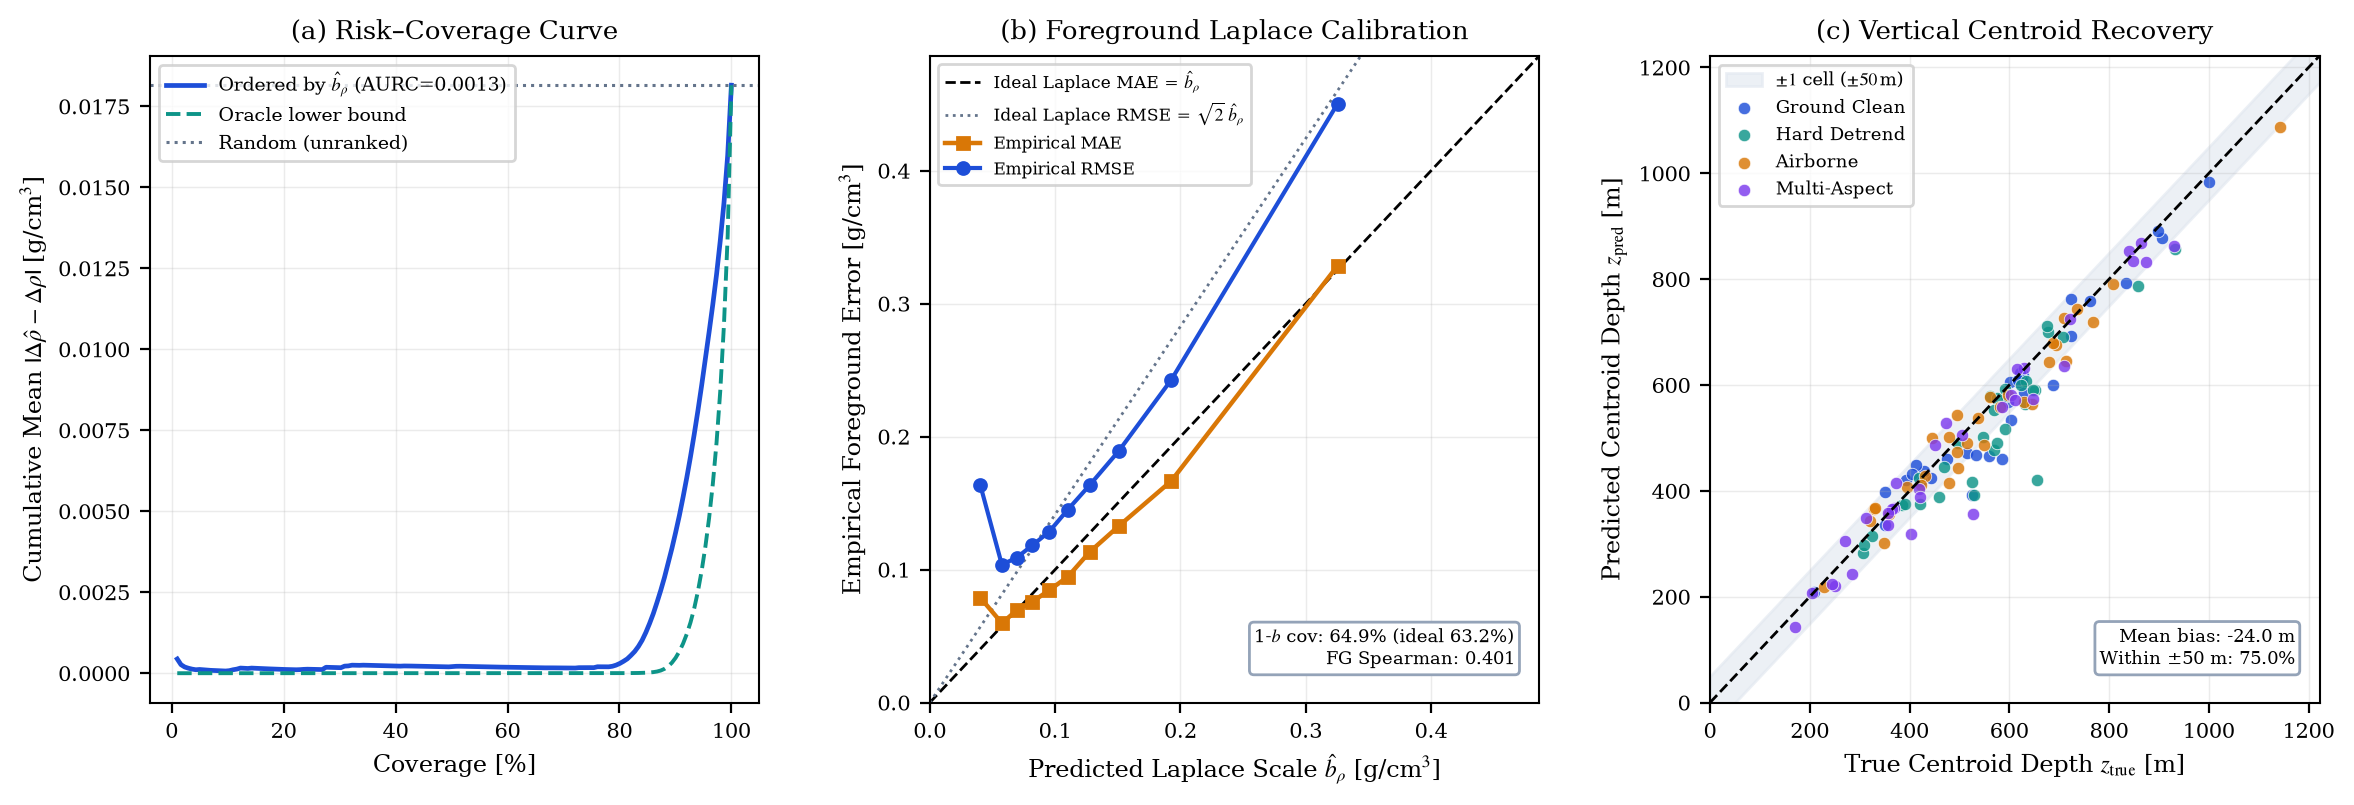 (a) Risk–Coverage Curve
Ordered by b̂ρ (AURC=0.0013)
Oracle lower bound
Random (unranked)
Cumulative Mean |Δρ̂ − Δρ| [g/cm³]
0.0175
0.0150
0.0125
0.0100
0.0075
0.0050
0.0025
0.0000
0 20 40 60 80 100
Coverage [%]
(b) Foreground Laplace Calibration
Ideal Laplace MAE = b̂ρ
Ideal Laplace RMSE = √2 b̂ρ
Empirical MAE
Empirical RMSE
Empirical Foreground Error [g/cm³]
0.4
0.3
0.2
0.1
0.0
1-b cov: 64.9% (ideal 63.2%)
FG Spearman: 0.401
0.0 0.1 0.2 0.3 0.4
Predicted Laplace Scale b̂ρ [g/cm³]
(c) Vertical Centroid Recovery
±1 cell (±50 m)
Ground Clean
Hard Detrend
Airborne
Multi-Aspect
Predicted Centroid Depth zpred [m]
1200
1000
800
600
400
200
0
Mean bias: -24.0 m
Within ±50 m: 75.0%
0 200 400 600 800 1000 1200
True Centroid Depth ztrue [m]